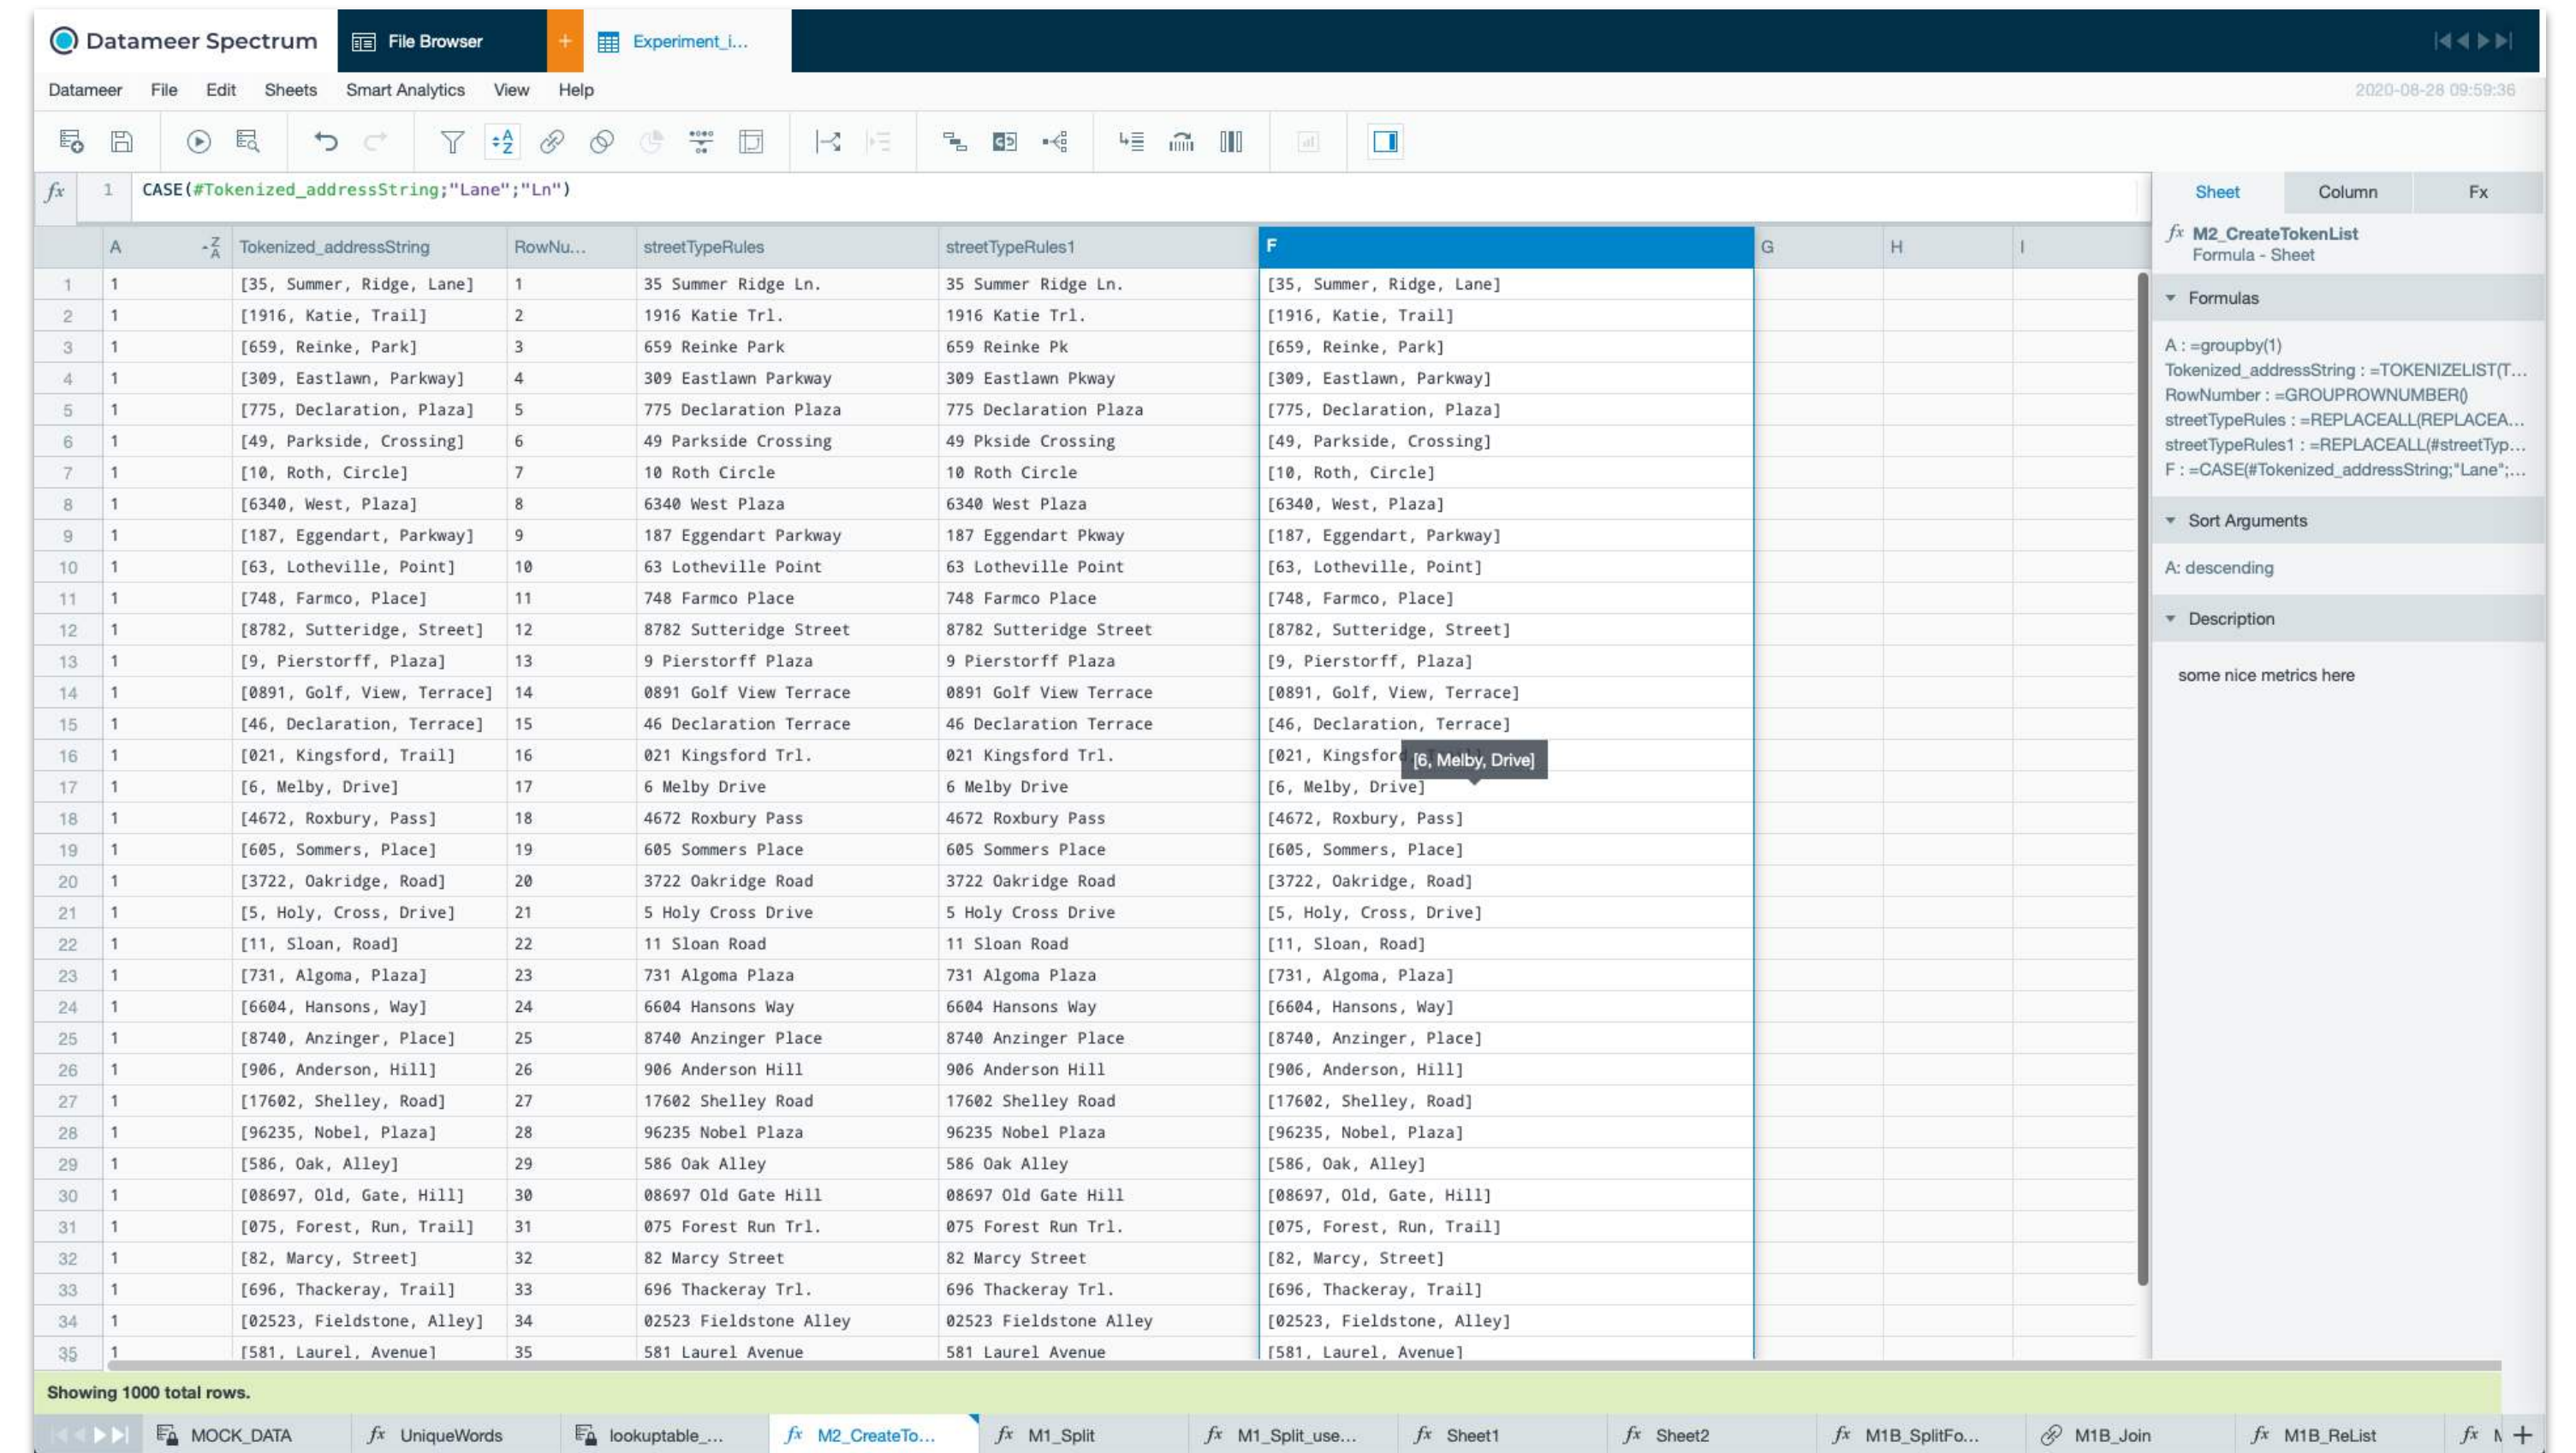 Datameer Spectrum File Browser + Experiment_i...
Datameer File Edit Sheets Smart Analytics View Help 2020-08-28 09:59:36
fx 1 CASE(#Tokenized_addressString;"Lane";"Ln") Sheet Column Fx
A Tokenized_addressString RowNu... streetTypeRules streetTypeRules1 F G H I
1 1 [35, Summer, Ridge, Lane] 1 35 Summer Ridge Ln. 35 Summer Ridge Ln. [35, Summer, Ridge, Lane]
2 1 [1916, Katie, Trail] 2 1916 Katie Trl. 1916 Katie Trl. [1916, Katie, Trail]
3 1 [659, Reinke, Park] 3 659 Reinke Park 659 Reinke Pk [659, Reinke, Park]
4 1 [309, Eastlawn, Parkway] 4 309 Eastlawn Parkway 309 Eastlawn Pkway [309, Eastlawn, Parkway]
5 1 [775, Declaration, Plaza] 5 775 Declaration Plaza 775 Declaration Plaza [775, Declaration, Plaza]
6 1 [49, Parkside, Crossing] 6 49 Parkside Crossing 49 Pkside Crossing [49, Parkside, Crossing]
7 1 [10, Roth, Circle] 7 10 Roth Circle 10 Roth Circle [10, Roth, Circle]
8 1 [6340, West, Plaza] 8 6340 West Plaza 6340 West Plaza [6340, West, Plaza]
9 1 [187, Eggendart, Parkway] 9 187 Eggendart Parkway 187 Eggendart Pkway [187, Eggendart, Parkway]
10 1 [63, Lotheville, Point] 10 63 Lotheville Point 63 Lotheville Point [63, Lotheville, Point]
11 1 [748, Farmco, Place] 11 748 Farmco Place 748 Farmco Place [748, Farmco, Place]
12 1 [8782, Sutteridge, Street] 12 8782 Sutteridge Street 8782 Sutteridge Street [8782, Sutteridge, Street]
13 1 [9, Pierstorff, Plaza] 13 9 Pierstorff Plaza 9 Pierstorff Plaza [9, Pierstorff, Plaza]
14 1 [0891, Golf, View, Terrace] 14 0891 Golf View Terrace 0891 Golf View Terrace [0891, Golf, View, Terrace]
15 1 [46, Declaration, Terrace] 15 46 Declaration Terrace 46 Declaration Terrace [46, Declaration, Terrace]
16 1 [021, Kingsford, Trail] 16 021 Kingsford Trl. 021 Kingsford Trl. [021, Kingsford
[6, Melby, Drive]
17 1 [6, Melby, Drive] 17 6 Melby Drive 6 Melby Drive [6, Melby, Drive]
18 1 [4672, Roxbury, Pass] 18 4672 Roxbury Pass 4672 Roxbury Pass [4672, Roxbury, Pass]
19 1 [605, Sommers, Place] 19 605 Sommers Place 605 Sommers Place [605, Sommers, Place]
20 1 [3722, Oakridge, Road] 20 3722 Oakridge Road 3722 Oakridge Road [3722, Oakridge, Road]
21 1 [5, Holy, Cross, Drive] 21 5 Holy Cross Drive 5 Holy Cross Drive [5, Holy, Cross, Drive]
22 1 [11, Sloan, Road] 22 11 Sloan Road 11 Sloan Road [11, Sloan, Road]
23 1 [731, Algoma, Plaza] 23 731 Algoma Plaza 731 Algoma Plaza [731, Algoma, Plaza]
24 1 [6604, Hansons, Way] 24 6604 Hansons Way 6604 Hansons Way [6604, Hansons, Way]
25 1 [8740, Anzinger, Place] 25 8740 Anzinger Place 8740 Anzinger Place [8740, Anzinger, Place]
26 1 [906, Anderson, Hill] 26 906 Anderson Hill 906 Anderson Hill [906, Anderson, Hill]
27 1 [17602, Shelley, Road] 27 17602 Shelley Road 17602 Shelley Road [17602, Shelley, Road]
28 1 [96235, Nobel, Plaza] 28 96235 Nobel Plaza 96235 Nobel Plaza [96235, Nobel, Plaza]
29 1 [586, Oak, Alley] 29 586 Oak Alley 586 Oak Alley [586, Oak, Alley]
30 1 [08697, Old, Gate, Hill] 30 08697 Old Gate Hill 08697 Old Gate Hill [08697, Old, Gate, Hill]
31 1 [075, Forest, Run, Trail] 31 075 Forest Run Trl. 075 Forest Run Trl. [075, Forest, Run, Trail]
32 1 [82, Marcy, Street] 32 82 Marcy Street 82 Marcy Street [82, Marcy, Street]
33 1 [696, Thackeray, Trail] 33 696 Thackeray Trl. 696 Thackeray Trl. [696, Thackeray, Trail]
34 1 [02523, Fieldstone, Alley] 34 02523 Fieldstone Alley 02523 Fieldstone Alley [02523, Fieldstone, Alley]
35 1 [581, Laurel, Avenue] 35 581 Laurel Avenue 581 Laurel Avenue [581, Laurel, Avenue]
fx M2_CreateTokenList
Formula - Sheet
Formulas
A : =groupby(1)
Tokenized_addressString : =TOKENIZELIST(T...
RowNumber : =GROUPROWNUMBER()
streetTypeRules : =REPLACEALL(REPLACEA...
streetTypeRules1 : =REPLACEALL(#streetTyp...
F : =CASE(#Tokenized_addressString;"Lane";...
Sort Arguments
A: descending
Description
some nice metrics here
Showing 1000 total rows.
MOCK_DATA fx UniqueWords lookuptable_... fx M2_CreateTo... fx M1_Split fx M1_Split_use... fx Sheet1 fx Sheet2 fx M1B_SplitFo... M1B_Join fx M1B_ReList fx +